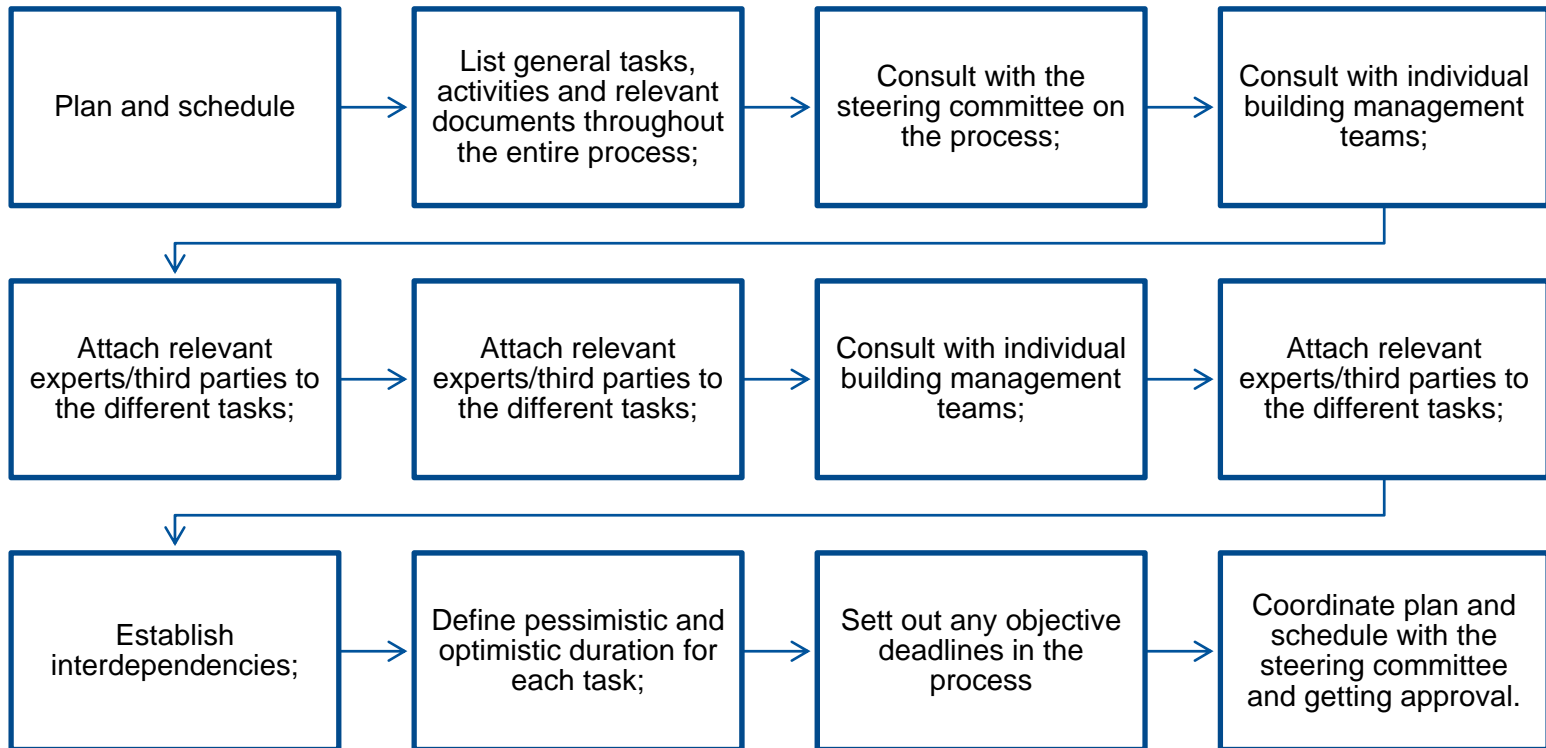 Plan and schedule
List general tasks,
activities and relevant
documents throughout
the entire process;
Consult with the
steering committee on
the process;
Consult with individual
building management
teams;
Attach relevant
experts/third parties to
the different tasks;
Attach relevant
experts/third parties to
the different tasks;
Consult with individual
building management
teams;
Attach relevant
experts/third parties to
the different tasks;
Establish
interdependencies;
Define pessimistic and
optimistic duration for
each task;
Sett out any objective
deadlines in the
process
Coordinate plan and
schedule with the
steering committee
and getting approval.